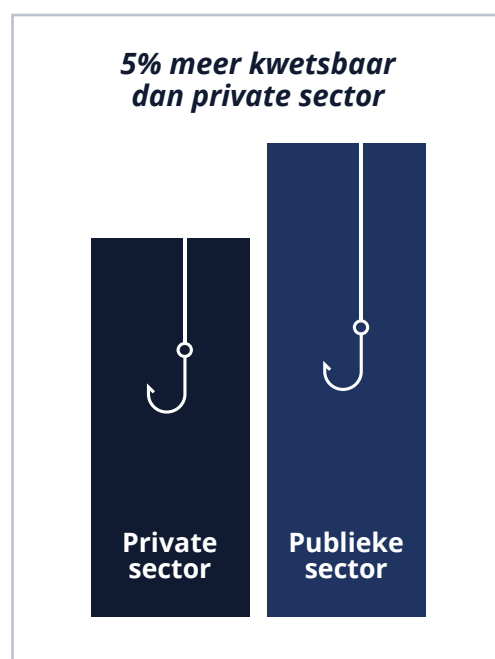 5% meer kwetsbaar
dan private sector
Private
sector
Publieke
sector